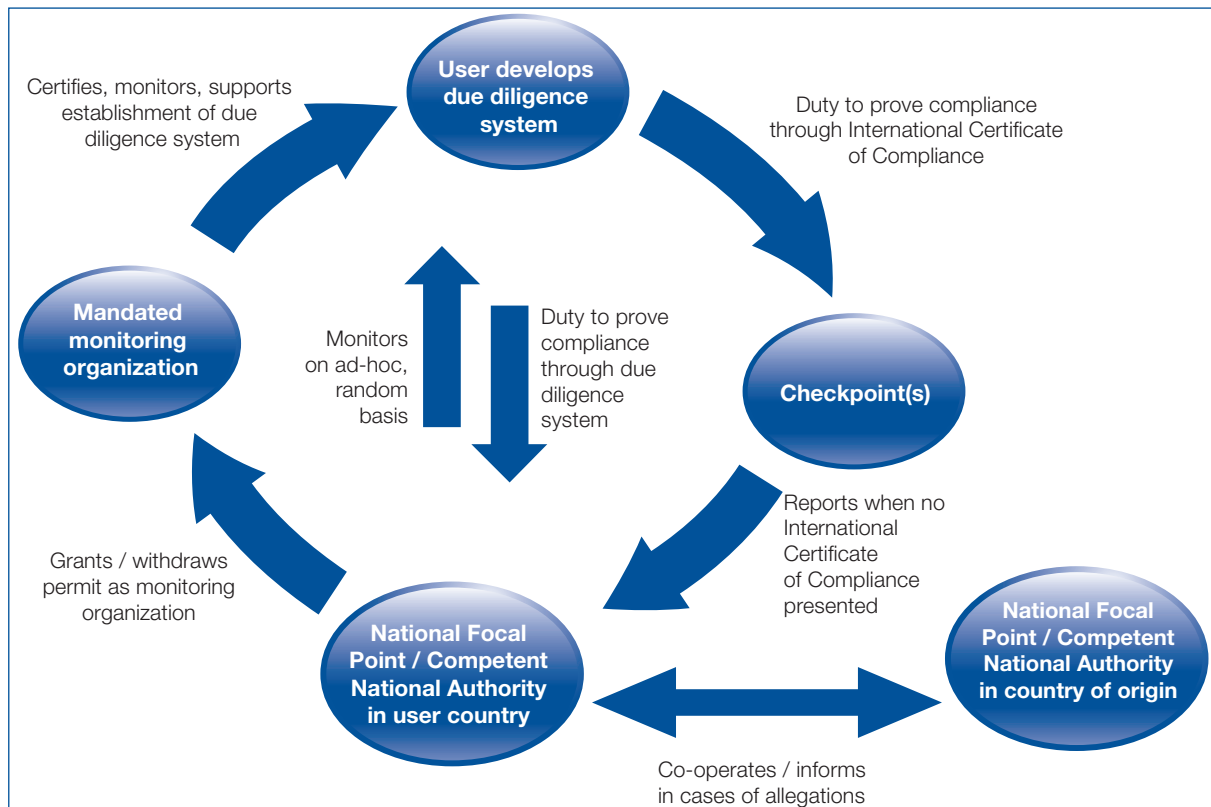 User develops
due diligence
system
Certifies, monitors, supports
establishment of due
diligence system
Duty to prove compliance
through International Certificate
of Compliance
Mandated
monitoring
organization
Monitors
on ad-hoc,
random
basis
Duty to prove
compliance
through due
diligence
system
Checkpoint(s)
Grants / withdraws
permit as monitoring
organization
Reports when no
International
Certificate
of Compliance
presented
National Focal
Point / Competent
National Authority
in user country
National Focal
Point / Competent
National Authority
in country of origin
Co-operates / informs
in cases of allegations